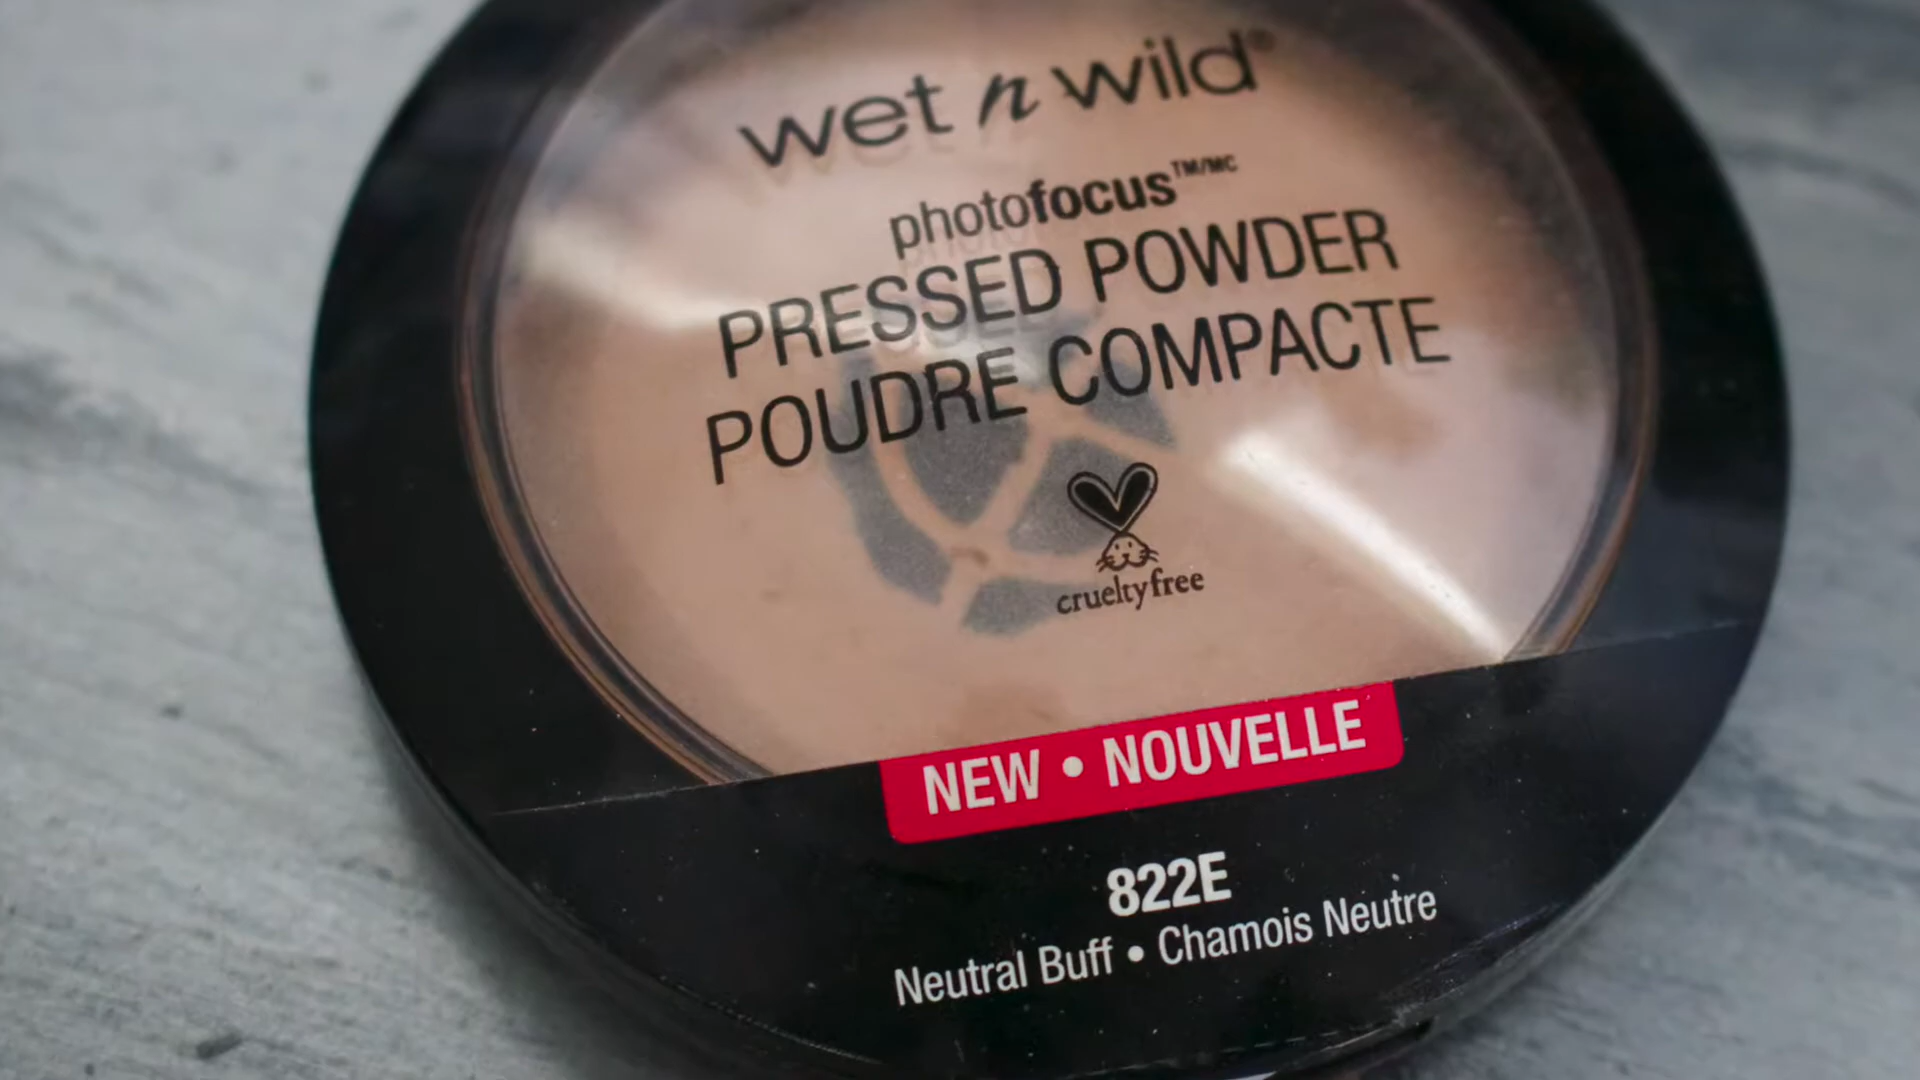 wet n wild®
photofocus™/MC
PRESSED POWDER
POUDRE COMPACTE
crueltyfree
NEW • NOUVELLE
822E
Neutral Buff • Chamois Neutre